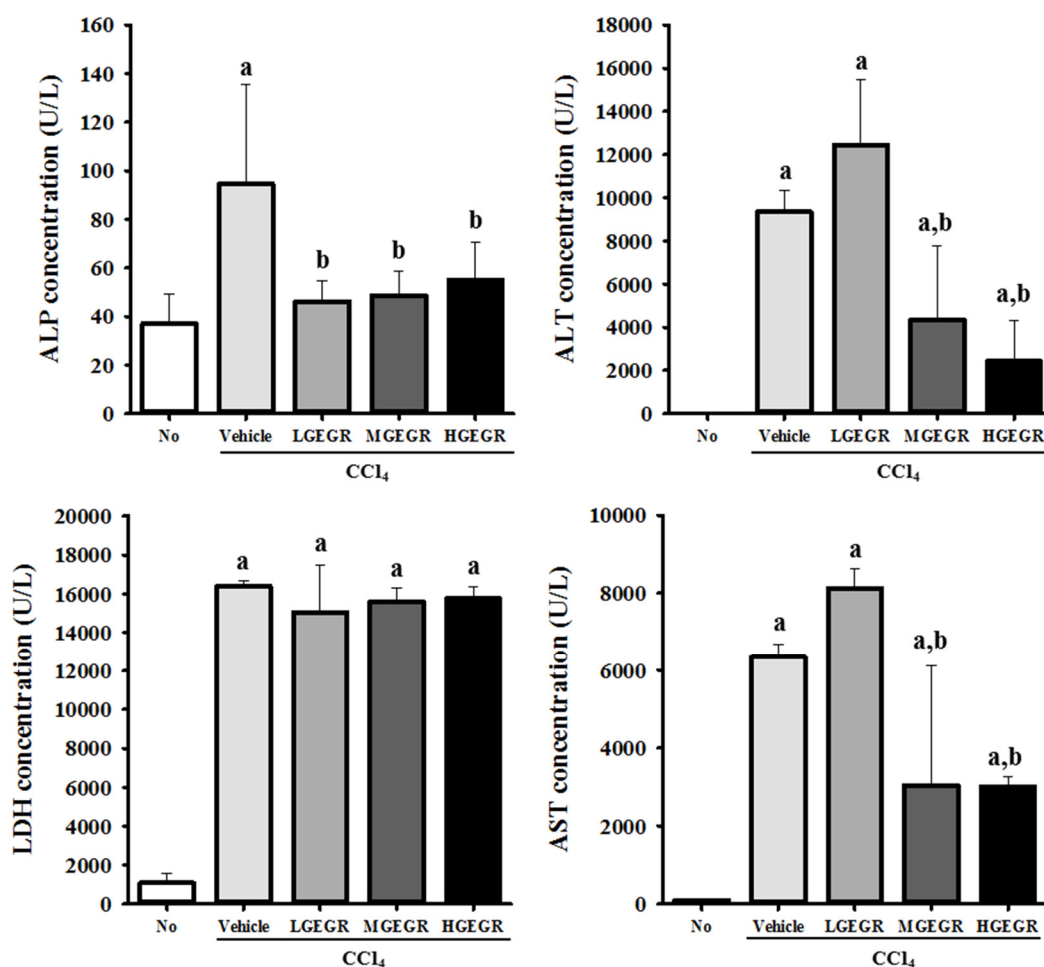 ALP concentration (U/L)
160
140
120
100
80
60
40
20
0
a
b
b
b
No
Vehicle
LGEGR
MGEGR
HGEGR
CCl₄
ALT concentration (U/L)
18000
16000
14000
12000
10000
8000
6000
4000
2000
0
a
a
a,b
a,b
No
Vehicle
LGEGR
MGEGR
HGEGR
CCl₄
LDH concentration (U/L)
20000
18000
16000
14000
12000
10000
8000
6000
4000
2000
0
a
a
a
a
No
Vehicle
LGEGR
MGEGR
HGEGR
CCl₄
AST concentration (U/L)
10000
8000
6000
4000
2000
0
a
a
a,b
a,b
No
Vehicle
LGEGR
MGEGR
HGEGR
CCl₄